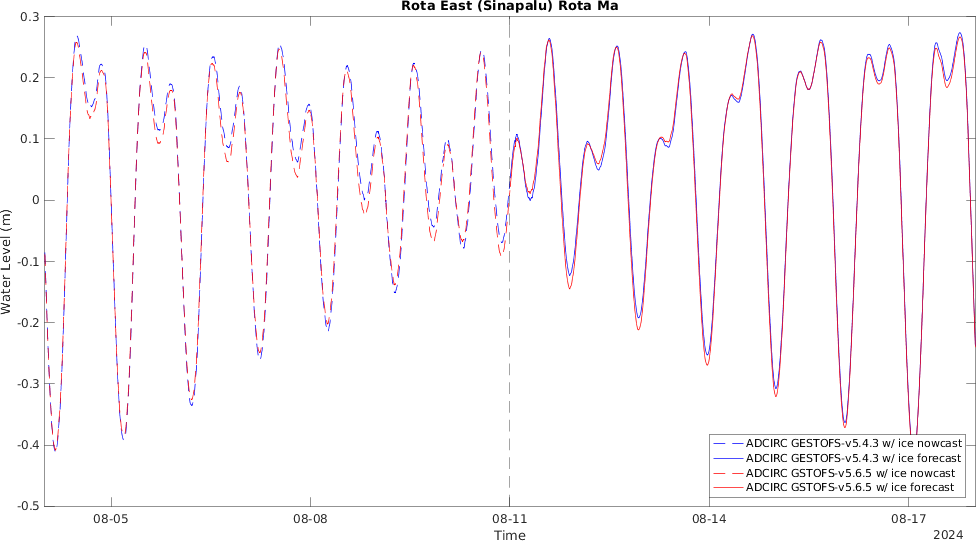 Rota East (Sinapalu) Rota Ma
0.3
0.2
0.1
0
-0.1
-0.2
-0.3
-0.4
-0.5
Water Level (m)
08-05
08-08
08-11
08-14
08-17
Time
2024
ADCIRC GESTOFS-v5.4.3 w/ ice nowcast
ADCIRC GESTOFS-v5.4.3 w/ ice forecast
ADCIRC GSTOFS-v5.6.5 w/ ice nowcast
ADCIRC GSTOFS-v5.6.5 w/ ice forecast